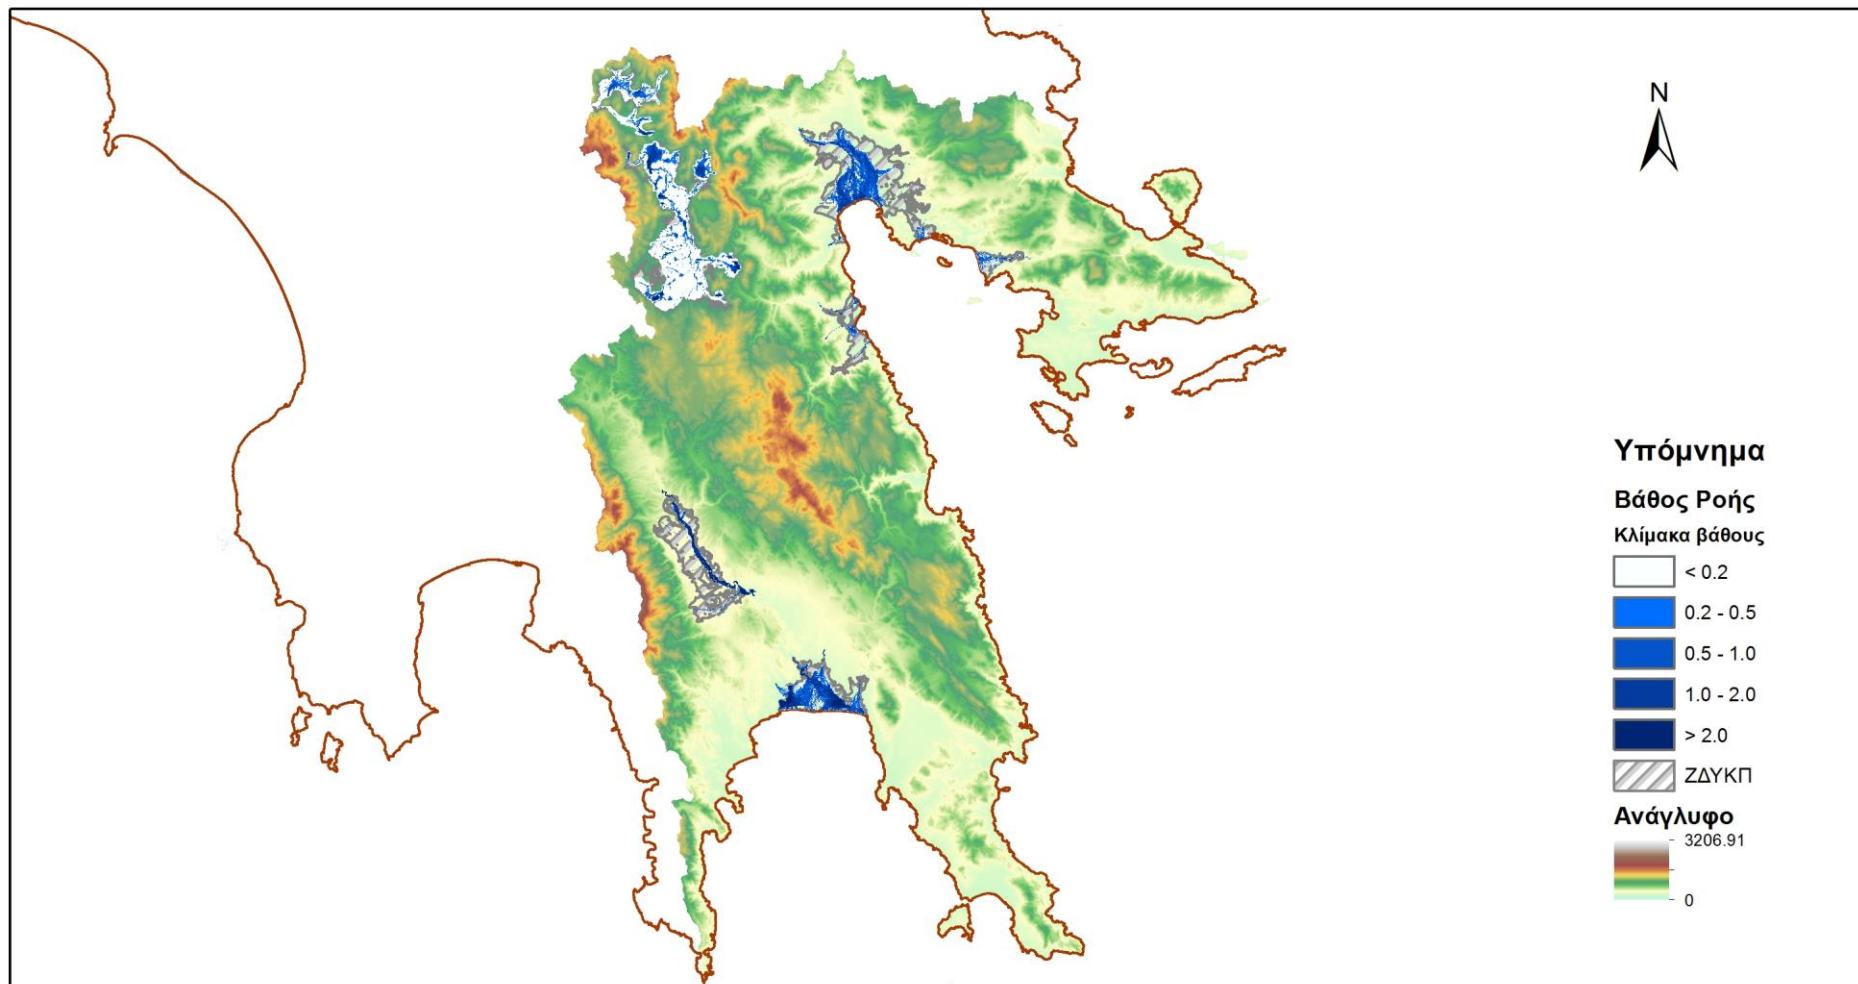 N
Υπόμνημα
Βάθος Ροής
Κλίμακα βάθους
< 0.2
0.2 - 0.5
0.5 - 1.0
1.0 - 2.0
> 2.0
ΖΔΥΚΠ
Ανάγλυφο
3206.91
0